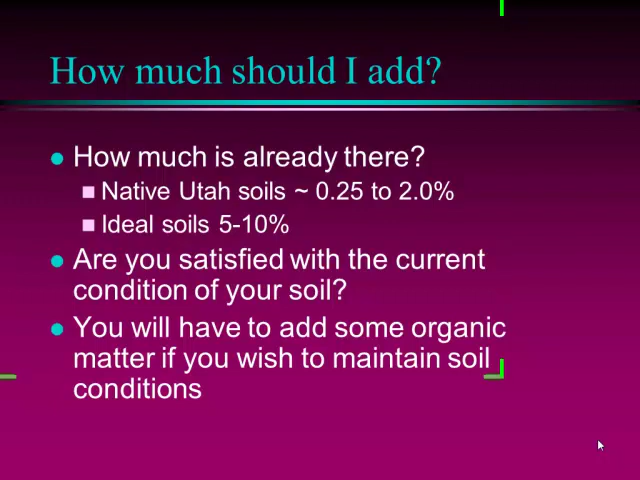 How much should I add?
How much is already there?
Native Utah soils ~ 0.25 to 2.0%
Ideal soils 5-10%
Are you satisfied with the current
condition of your soil?
You will have to add some organic
matter if you wish to maintain soil
conditions